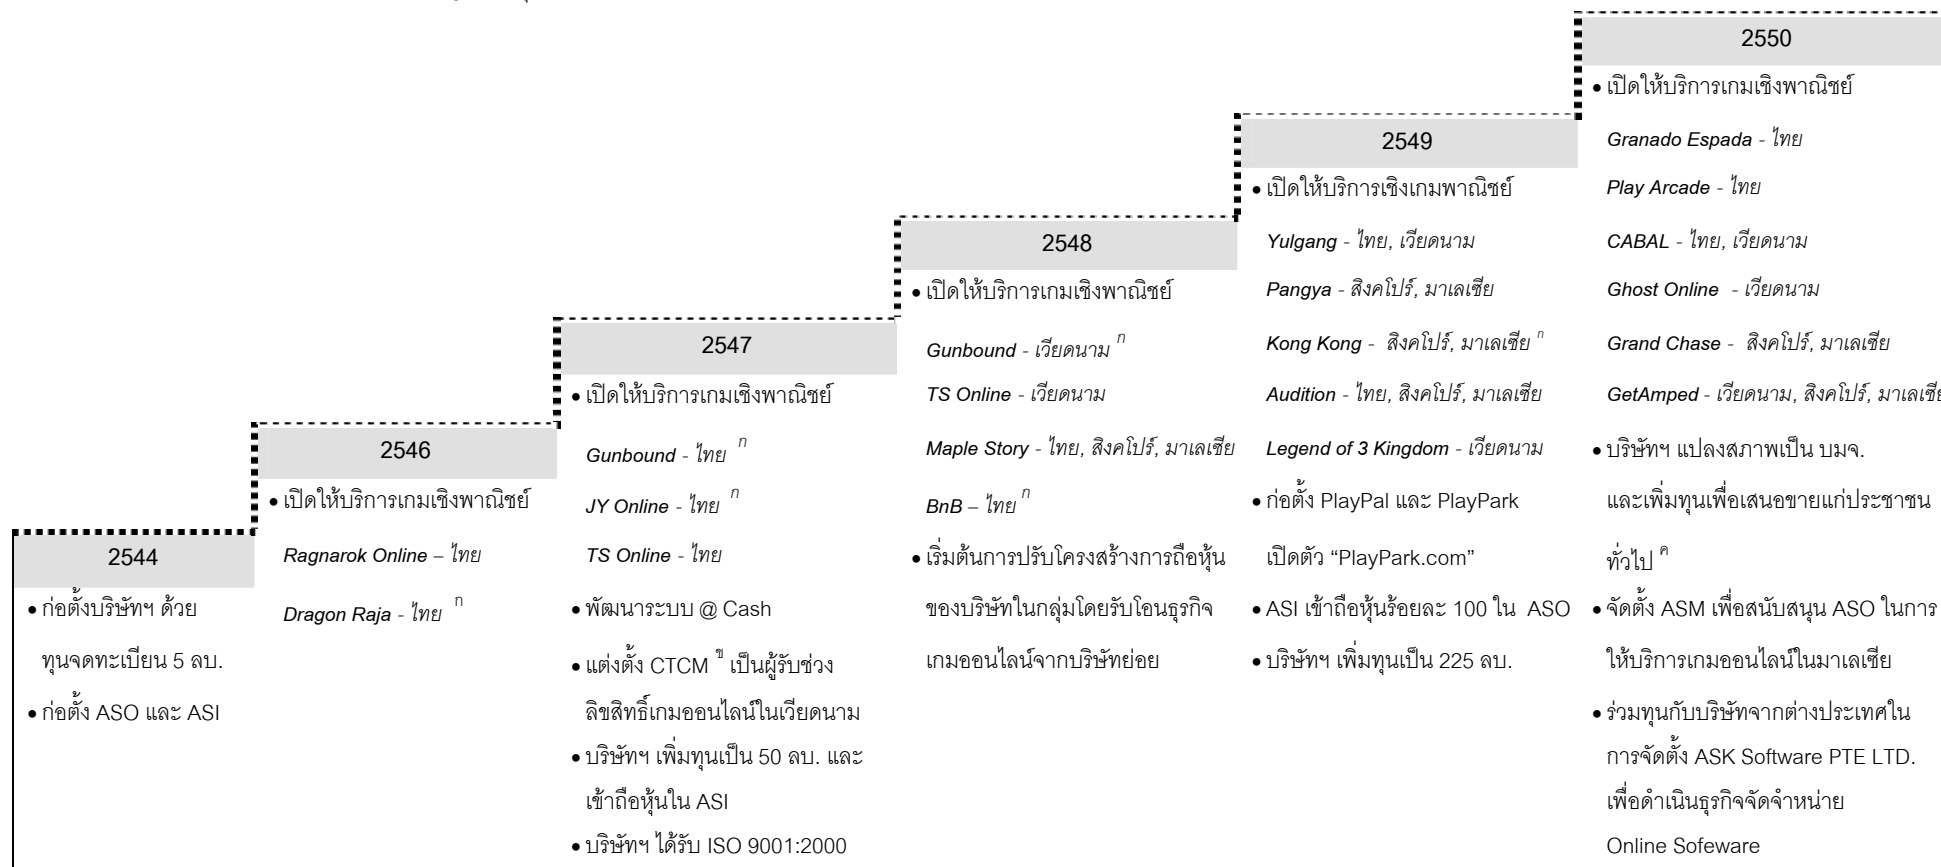 2544
• ก่อตั้งบริษัทฯ ด้วย
ทุนจดทะเบียน 5 ลบ.
• ก่อตั้ง ASO และ ASI
2546
• เปิดให้บริการเกมเชิงพาณิชย์
Ragnarok Online – ไทย
Dragon Raja - ไทย ก
2547
• เปิดให้บริการเกมเชิงพาณิชย์
Gunbound - ไทย ก
JY Online - ไทย ก
TS Online - ไทย
• พัฒนาระบบ @ Cash
• แต่งตั้ง CTCM ข เป็นผู้รับช่วง
ลิขสิทธิ์เกมออนไลน์ในเวียดนาม
• บริษัทฯ เพิ่มทุนเป็น 50 ลบ. และ
เข้าถือหุ้นใน ASI
• บริษัทฯ ได้รับ ISO 9001:2000
2548
• เปิดให้บริการเกมเชิงพาณิชย์
Gunbound - เวียดนาม ก
TS Online - เวียดนาม
Maple Story - ไทย, สิงคโปร์, มาเลเซีย
BnB – ไทย ก
• เริ่มต้นการปรับโครงสร้างการถือหุ้น
ของบริษัทในกลุ่มโดยรับโอนธุรกิจ
เกมออนไลน์จากบริษัทย่อย
2549
• เปิดให้บริการเชิงเกมพาณิชย์
Yulgang - ไทย, เวียดนาม
Pangya - สิงคโปร์, มาเลเซีย
Kong Kong - สิงคโปร์, มาเลเซีย ก
Audition - ไทย, สิงคโปร์, มาเลเซีย
Legend of 3 Kingdom - เวียดนาม
• ก่อตั้ง PlayPal และ PlayPark
เปิดตัว “PlayPark.com”
• ASI เข้าถือหุ้นร้อยละ 100 ใน ASO
• บริษัทฯ เพิ่มทุนเป็น 225 ลบ.
2550
• เปิดให้บริการเกมเชิงพาณิชย์
Granado Espada - ไทย
Play Arcade - ไทย
CABAL - ไทย, เวียดนาม
Ghost Online - เวียดนาม
Grand Chase - สิงคโปร์, มาเลเซีย
GetAmped - เวียดนาม, สิงคโปร์, มาเลเซีย
• บริษัทฯ แปลงสภาพเป็น บมจ.
และเพิ่มทุนเพื่อเสนอขายแก่ประชาชน
ทั่วไป ค
• จัดตั้ง ASM เพื่อสนับสนุน ASO ในการ
ให้บริการเกมออนไลน์ในมาเลเซีย
• ร่วมทุนกับบริษัทจากต่างประเทศใน
การจัดตั้ง ASK Software PTE LTD.
เพื่อดำเนินธุรกิจจัดจำหน่าย
Online Sofeware